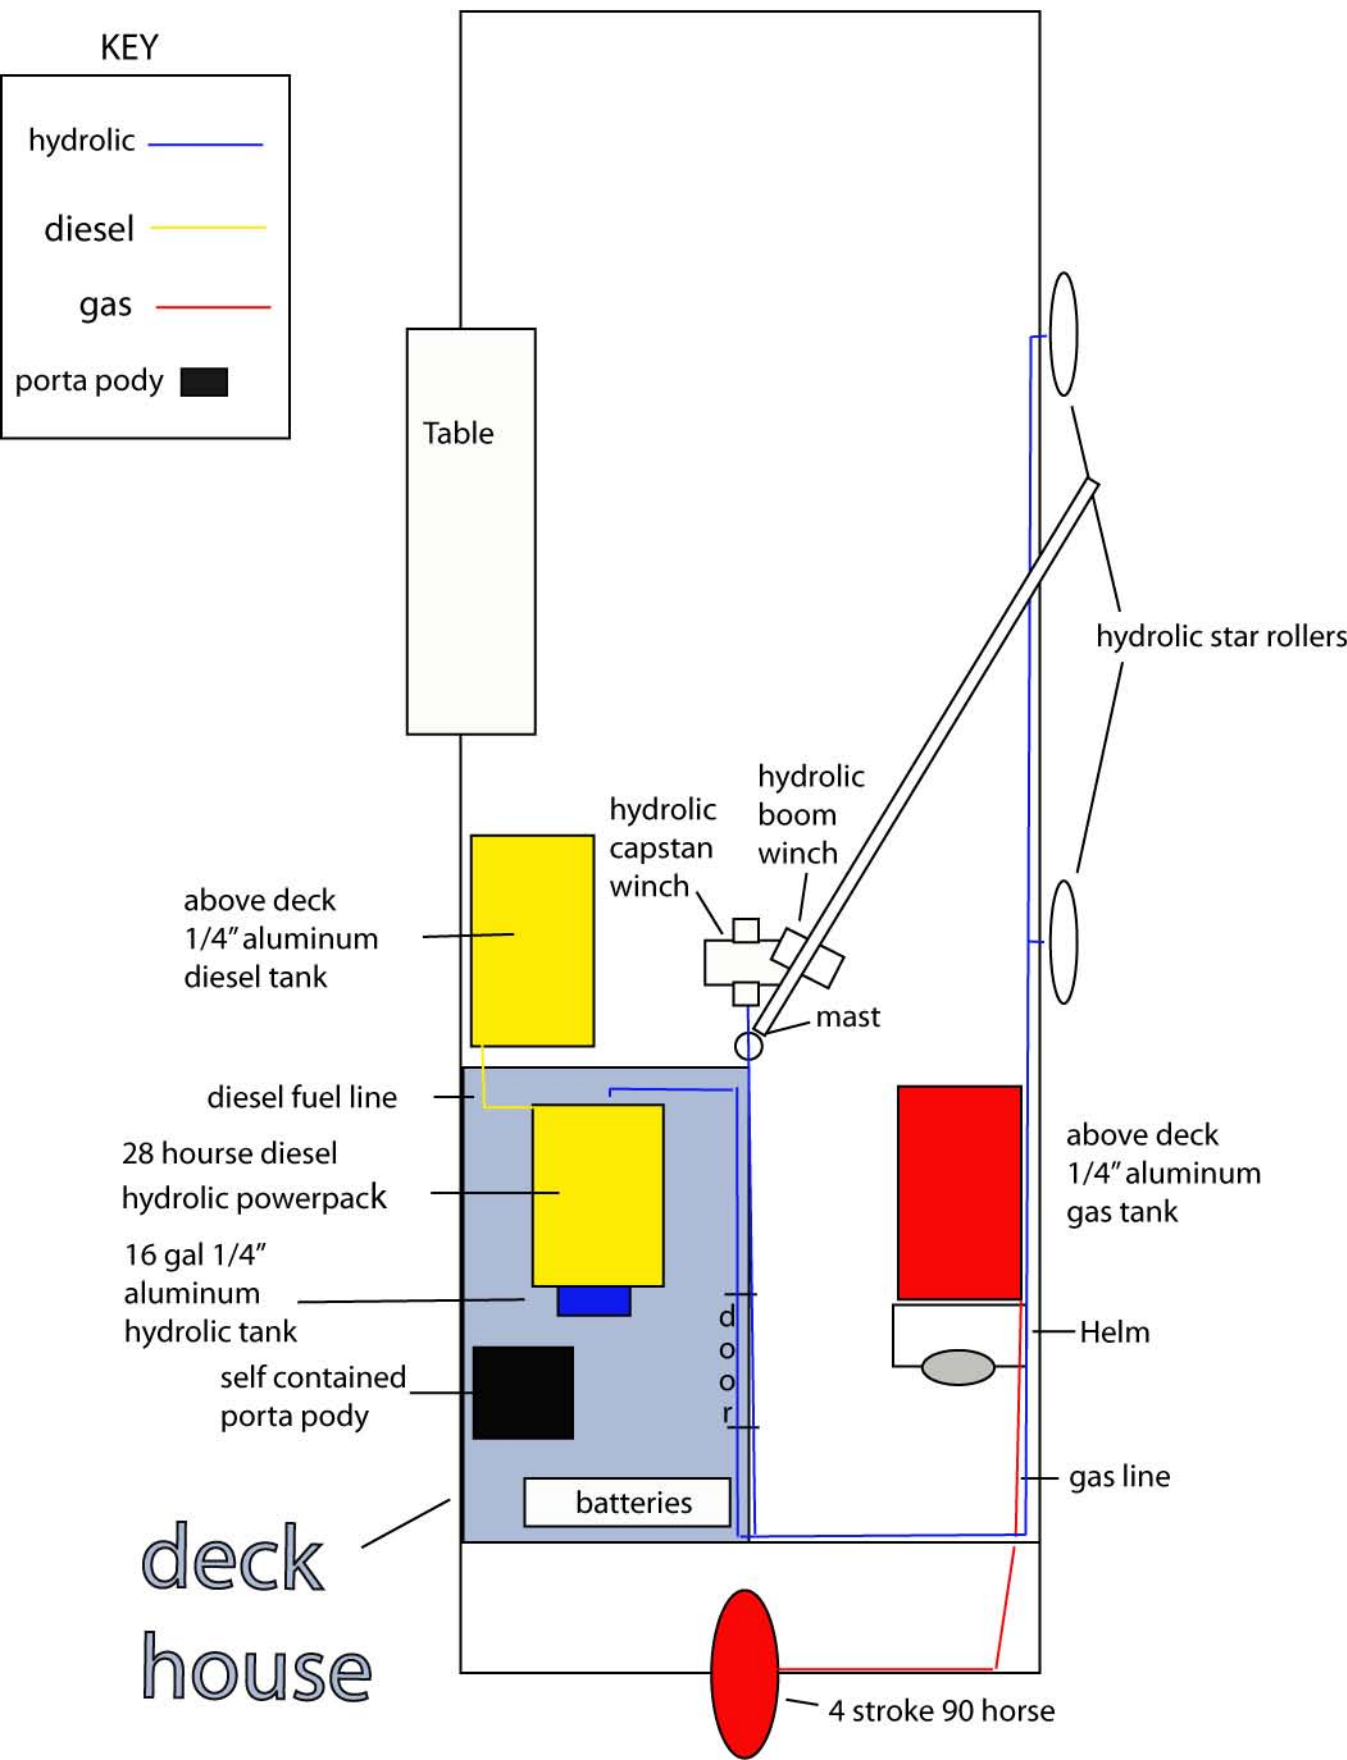 KEY
hydrolic
diesel
gas
porta pody
Table
hydrolic star rollers
hydrolic
boom
winch
hydrolic
capstan
winch
above deck
1/4" aluminum
diesel tank
mast
diesel fuel line
28 hourse diesel
hydrolic powerpack
above deck
1/4" aluminum
gas tank
16 gal 1/4"
aluminum
hydrolic tank
door
Helm
self contained
porta pody
gas line
batteries
deck
house
4 stroke 90 horse